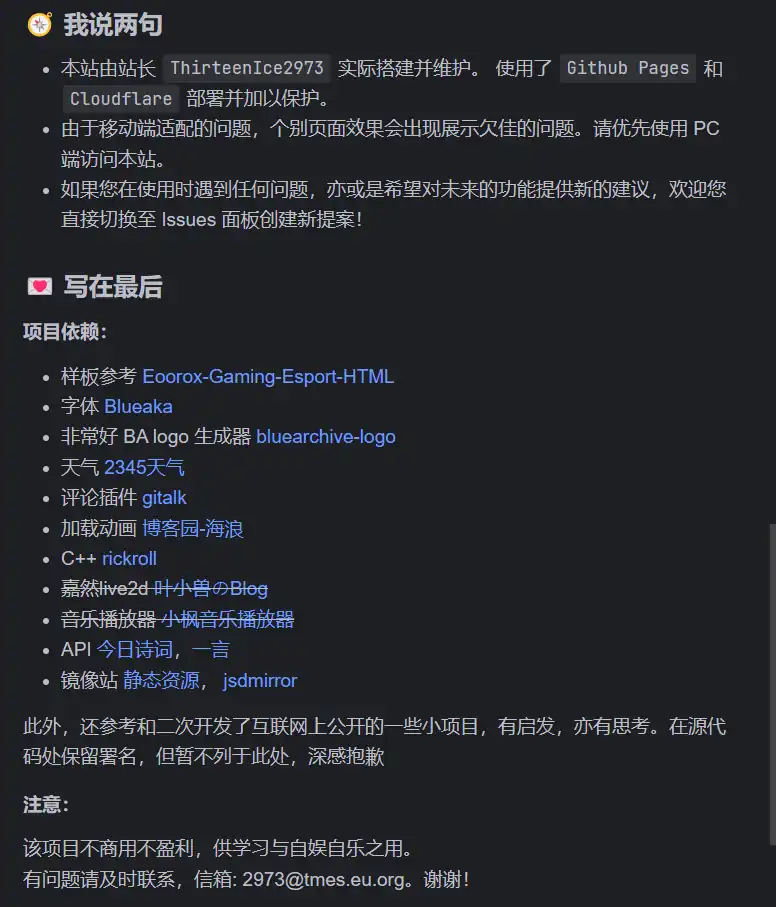 我说两句
本站由站长 ThirteenIce2973 实际搭建并维护。 使用了 Github Pages 和
Cloudflare 部署并加以保护。
由于移动端适配的问题，个别页面效果会出现展示欠佳的问题。请优先使用 PC
端访问本站。
如果您在使用时遇到任何问题，亦或是希望对未来的功能提供新的建议，欢迎您
直接切换至 Issues 面板创建新提案！
写在最后
项目依赖：
样板参考 Eoorox-Gaming-Esport-HTML
字体 Blueaka
非常好 BA logo 生成器 bluearchive-logo
天气 2345天气
评论插件 gitalk
加载动画 博客园-海浪
C++ rickroll
嘉然live2d 叶小兽のBlog
音乐播放器 小枫音乐播放器
API 今日诗词，一言
镜像站 静态资源， jsdmirror
此外，还参考和二次开发了互联网上公开的一些小项目，有启发，亦有思考。在源代
码处保留署名，但暂不列于此处，深感抱歉
注意：
该项目不商用不盈利，供学习与自娱自乐之用。
有问题请及时联系，信箱: 2973@tmes.eu.org。谢谢！